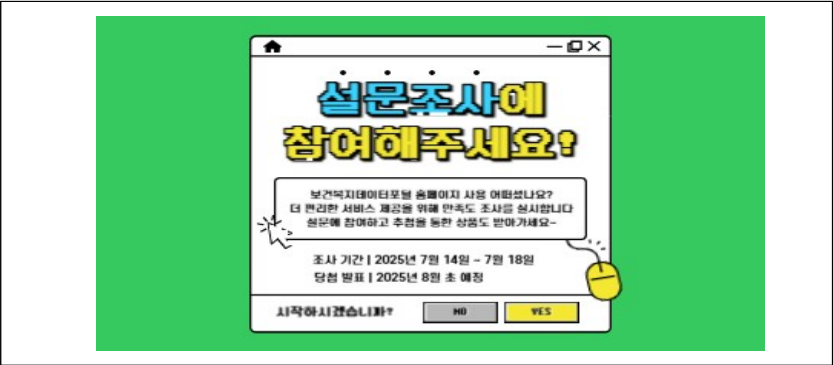 설문조사에
참여해주세요!
보건복지데이터포털 홈페이지 사용 어떠셨나요?
더 편리한 서비스 제공을 위해 만족도 조사를 실시합니다
설문에 참여하고 추첨을 통한 상품도 받아가세요~
조사 기간 | 2025년 7월 14일 ~ 7월 18일
당첨 발표 | 2025년 8월 초 예정
시작하시겠습니까?
NO
YES